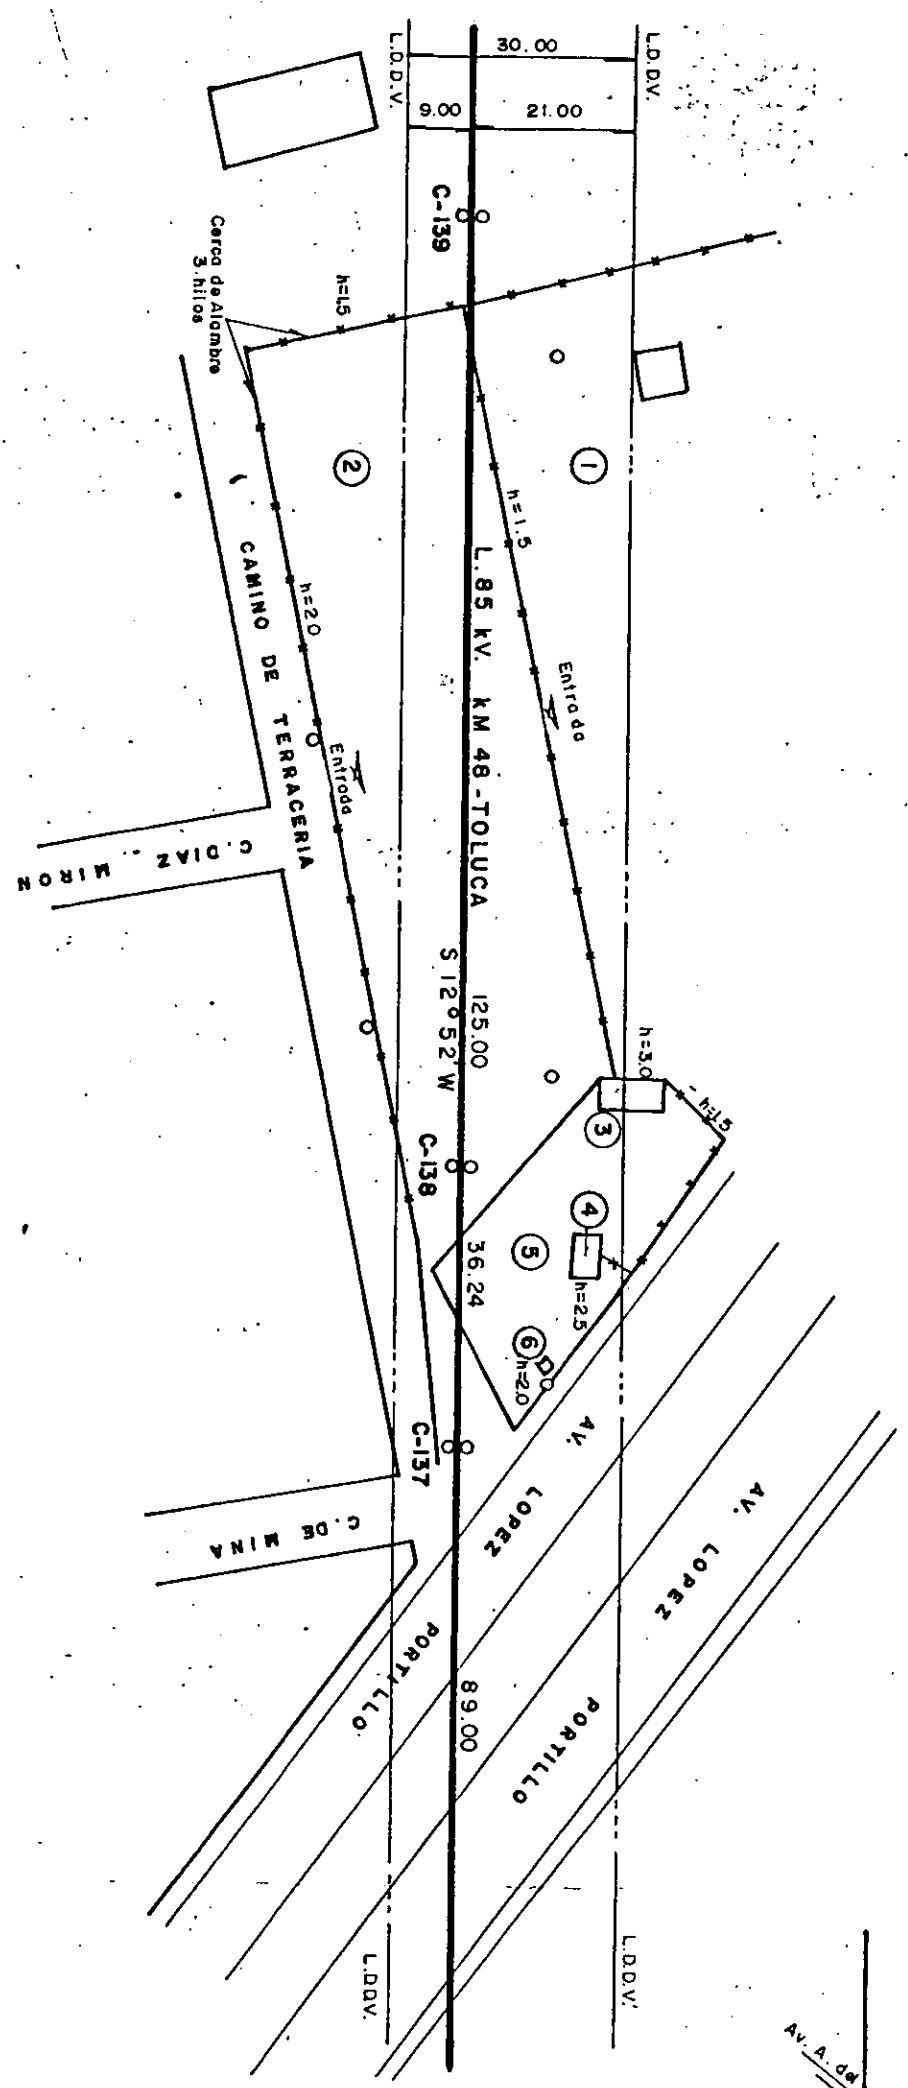 30.00
L.D.D.V.
L.D.D.V.
9.00
21.00
C-139
Cerca de Alambre
3 hilos
h=1.5
①
②
h=1.5
L. 85 kV. KM 48 - TOLUCA
h=2.0
CAMINO DE TERRACERIA
Entrada
Entrada
C. DIAZ MIRON
S 12° 52' W
125.00
h=3.0
h=1.5
③
C-138
④
⑤
36.24
h=2.5
⑥
h=2.0
C-137
AV. LOPEZ PORTILLO
AV. LOPEZ PORTILLO
C. DE MINA
89.00
L.D.D.V.
L.D.D.V.
Av. A. del